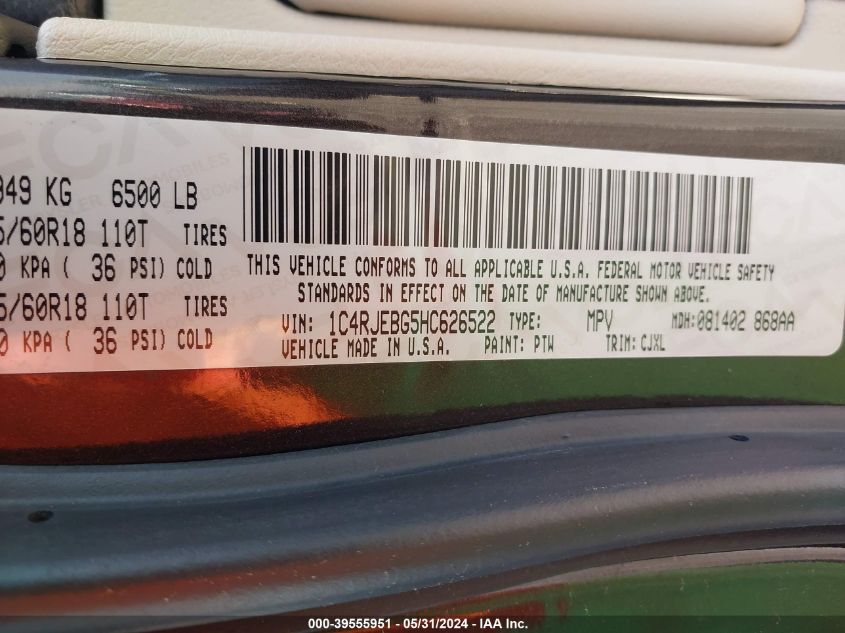 949 KG 6500 LB
5/60R18 110T TIRES
0 KPA ( 36 PSI) COLD
5/60R18 110T TIRES
0 KPA ( 36 PSI) COLD
THIS VEHICLE CONFORMS TO ALL APPLICABLE U.S.A. FEDERAL MOTOR VEHICLE SAFETY
STANDARDS IN EFFECT ON THE DATE OF MANUFACTURE SHOWN ABOVE.
VIN: 1C4RJEBG5HC626522 TYPE: MPV MDH:081402 868AA
VEHICLE MADE IN U.S.A. PAINT: PTW TRIM: CJXL
000-39555951 - 05/31/2024 - IAA Inc.